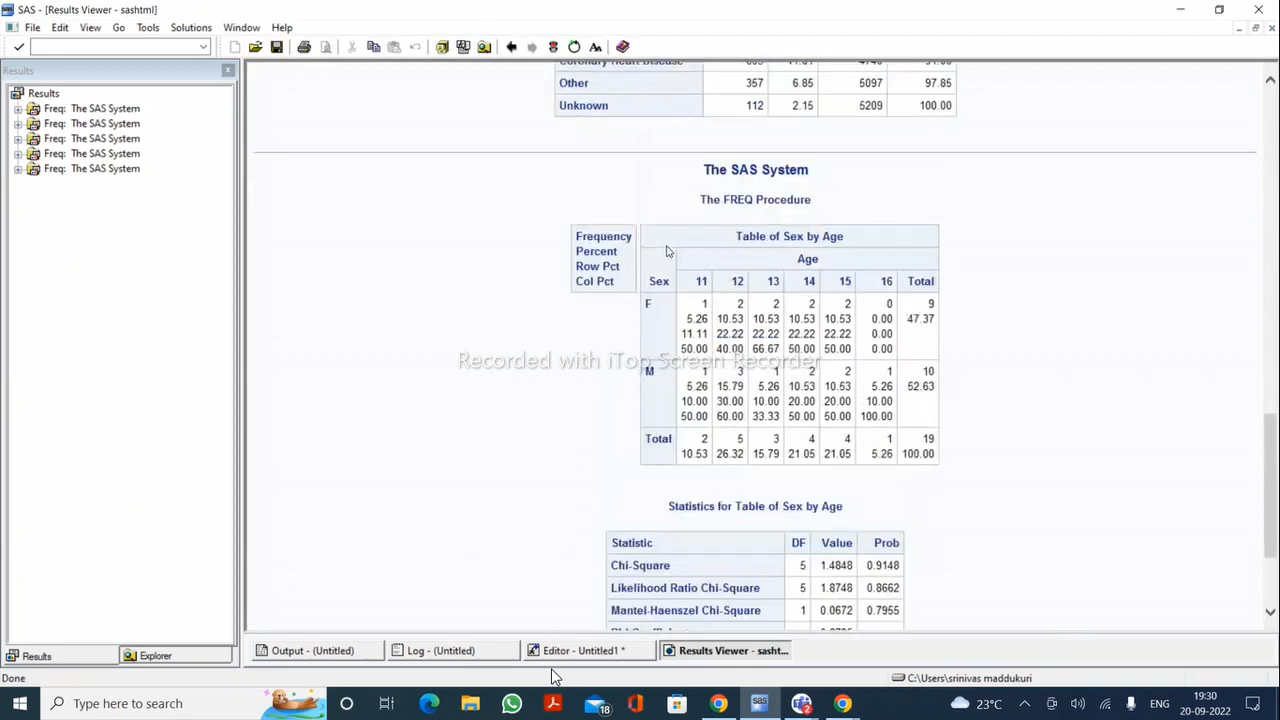 SAS - [Results Viewer - sashtml]
File Edit View Go Tools Solutions Window Help
Results
Results
Freq: The SAS System
Freq: The SAS System
Freq: The SAS System
Freq: The SAS System
Freq: The SAS System
Coronary Heart Disease
Other 357 6.85 5097 97.85
Unknown 112 2.15 5209 100.00
The SAS System
The FREQ Procedure
Frequency
Percent
Row Pct
Col Pct
Table of Sex by Age
Age
Sex 11 12 13 14 15 16 Total
F 1 2 2 2 2 0 9
5.26 10.53 10.53 10.53 10.53 0.00 47.37
11.11 22.22 22.22 22.22 22.22 0.00
50.00 40.00 66.67 50.00 50.00 0.00
Recorded with iTop Screen Recorder
M 1 3 1 2 2 1 10
5.26 15.79 5.26 10.53 10.53 5.26 52.63
10.00 30.00 10.00 20.00 20.00 10.00
50.00 60.00 33.33 50.00 50.00 100.00
Total 2 5 3 4 4 1 19
10.53 26.32 15.79 21.05 21.05 5.26 100.00
Statistics for Table of Sex by Age
Statistic DF Value Prob
Chi-Square 5 1.4848 0.9148
Likelihood Ratio Chi-Square 5 1.8748 0.8662
Mantel-Haenszel Chi-Square 1 0.0672 0.7955
Results Explorer
Output - (Untitled) Log - (Untitled) Editor - Untitled1 * Results Viewer - sasht...
Done C:\Users\srinivas maddukuri
Type here to search 18 2 23°C ENG 19:30
20-09-2022